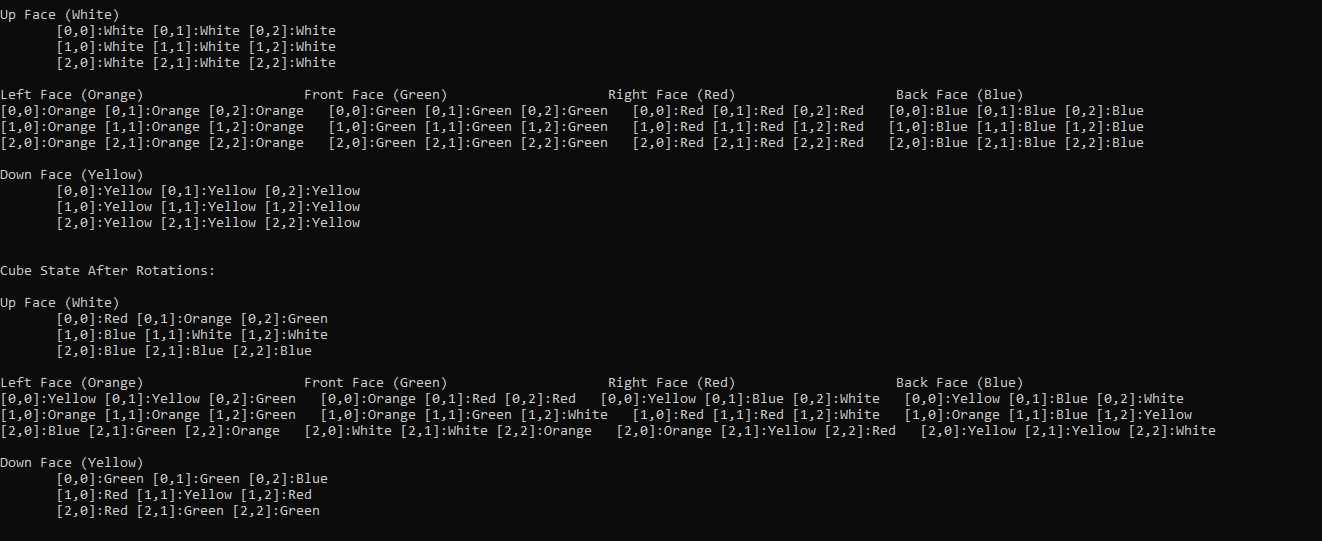 Up Face (White)
[0,0]:White [0,1]:White [0,2]:White
[1,0]:White [1,1]:White [1,2]:White
[2,0]:White [2,1]:White [2,2]:White
Left Face (Orange) Front Face (Green) Right Face (Red) Back Face (Blue)
[0,0]:Orange [0,1]:Orange [0,2]:Orange [0,0]:Green [0,1]:Green [0,2]:Green [0,0]:Red [0,1]:Red [0,2]:Red [0,0]:Blue [0,1]:Blue [0,2]:Blue
[1,0]:Orange [1,1]:Orange [1,2]:Orange [1,0]:Green [1,1]:Green [1,2]:Green [1,0]:Red [1,1]:Red [1,2]:Red [1,0]:Blue [1,1]:Blue [1,2]:Blue
[2,0]:Orange [2,1]:Orange [2,2]:Orange [2,0]:Green [2,1]:Green [2,2]:Green [2,0]:Red [2,1]:Red [2,2]:Red [2,0]:Blue [2,1]:Blue [2,2]:Blue
Down Face (Yellow)
[0,0]:Yellow [0,1]:Yellow [0,2]:Yellow
[1,0]:Yellow [1,1]:Yellow [1,2]:Yellow
[2,0]:Yellow [2,1]:Yellow [2,2]:Yellow
Cube State After Rotations:
Up Face (White)
[0,0]:Red [0,1]:Orange [0,2]:Green
[1,0]:Blue [1,1]:White [1,2]:White
[2,0]:Blue [2,1]:Blue [2,2]:Blue
Left Face (Orange) Front Face (Green) Right Face (Red) Back Face (Blue)
[0,0]:Yellow [0,1]:Yellow [0,2]:Green [0,0]:Orange [0,1]:Red [0,2]:Red [0,0]:Yellow [0,1]:Blue [0,2]:White [0,0]:Yellow [0,1]:Blue [0,2]:White
[1,0]:Orange [1,1]:Orange [1,2]:Green [1,0]:Orange [1,1]:Green [1,2]:White [1,0]:Red [1,1]:Red [1,2]:White [1,0]:Orange [1,1]:Blue [1,2]:Yellow
[2,0]:Blue [2,1]:Green [2,2]:Orange [2,0]:White [2,1]:White [2,2]:Orange [2,0]:Orange [2,1]:Yellow [2,2]:Red [2,0]:Yellow [2,1]:Yellow [2,2]:White
Down Face (Yellow)
[0,0]:Green [0,1]:Green [0,2]:Blue
[1,0]:Red [1,1]:Yellow [1,2]:Red
[2,0]:Red [2,1]:Green [2,2]:Green